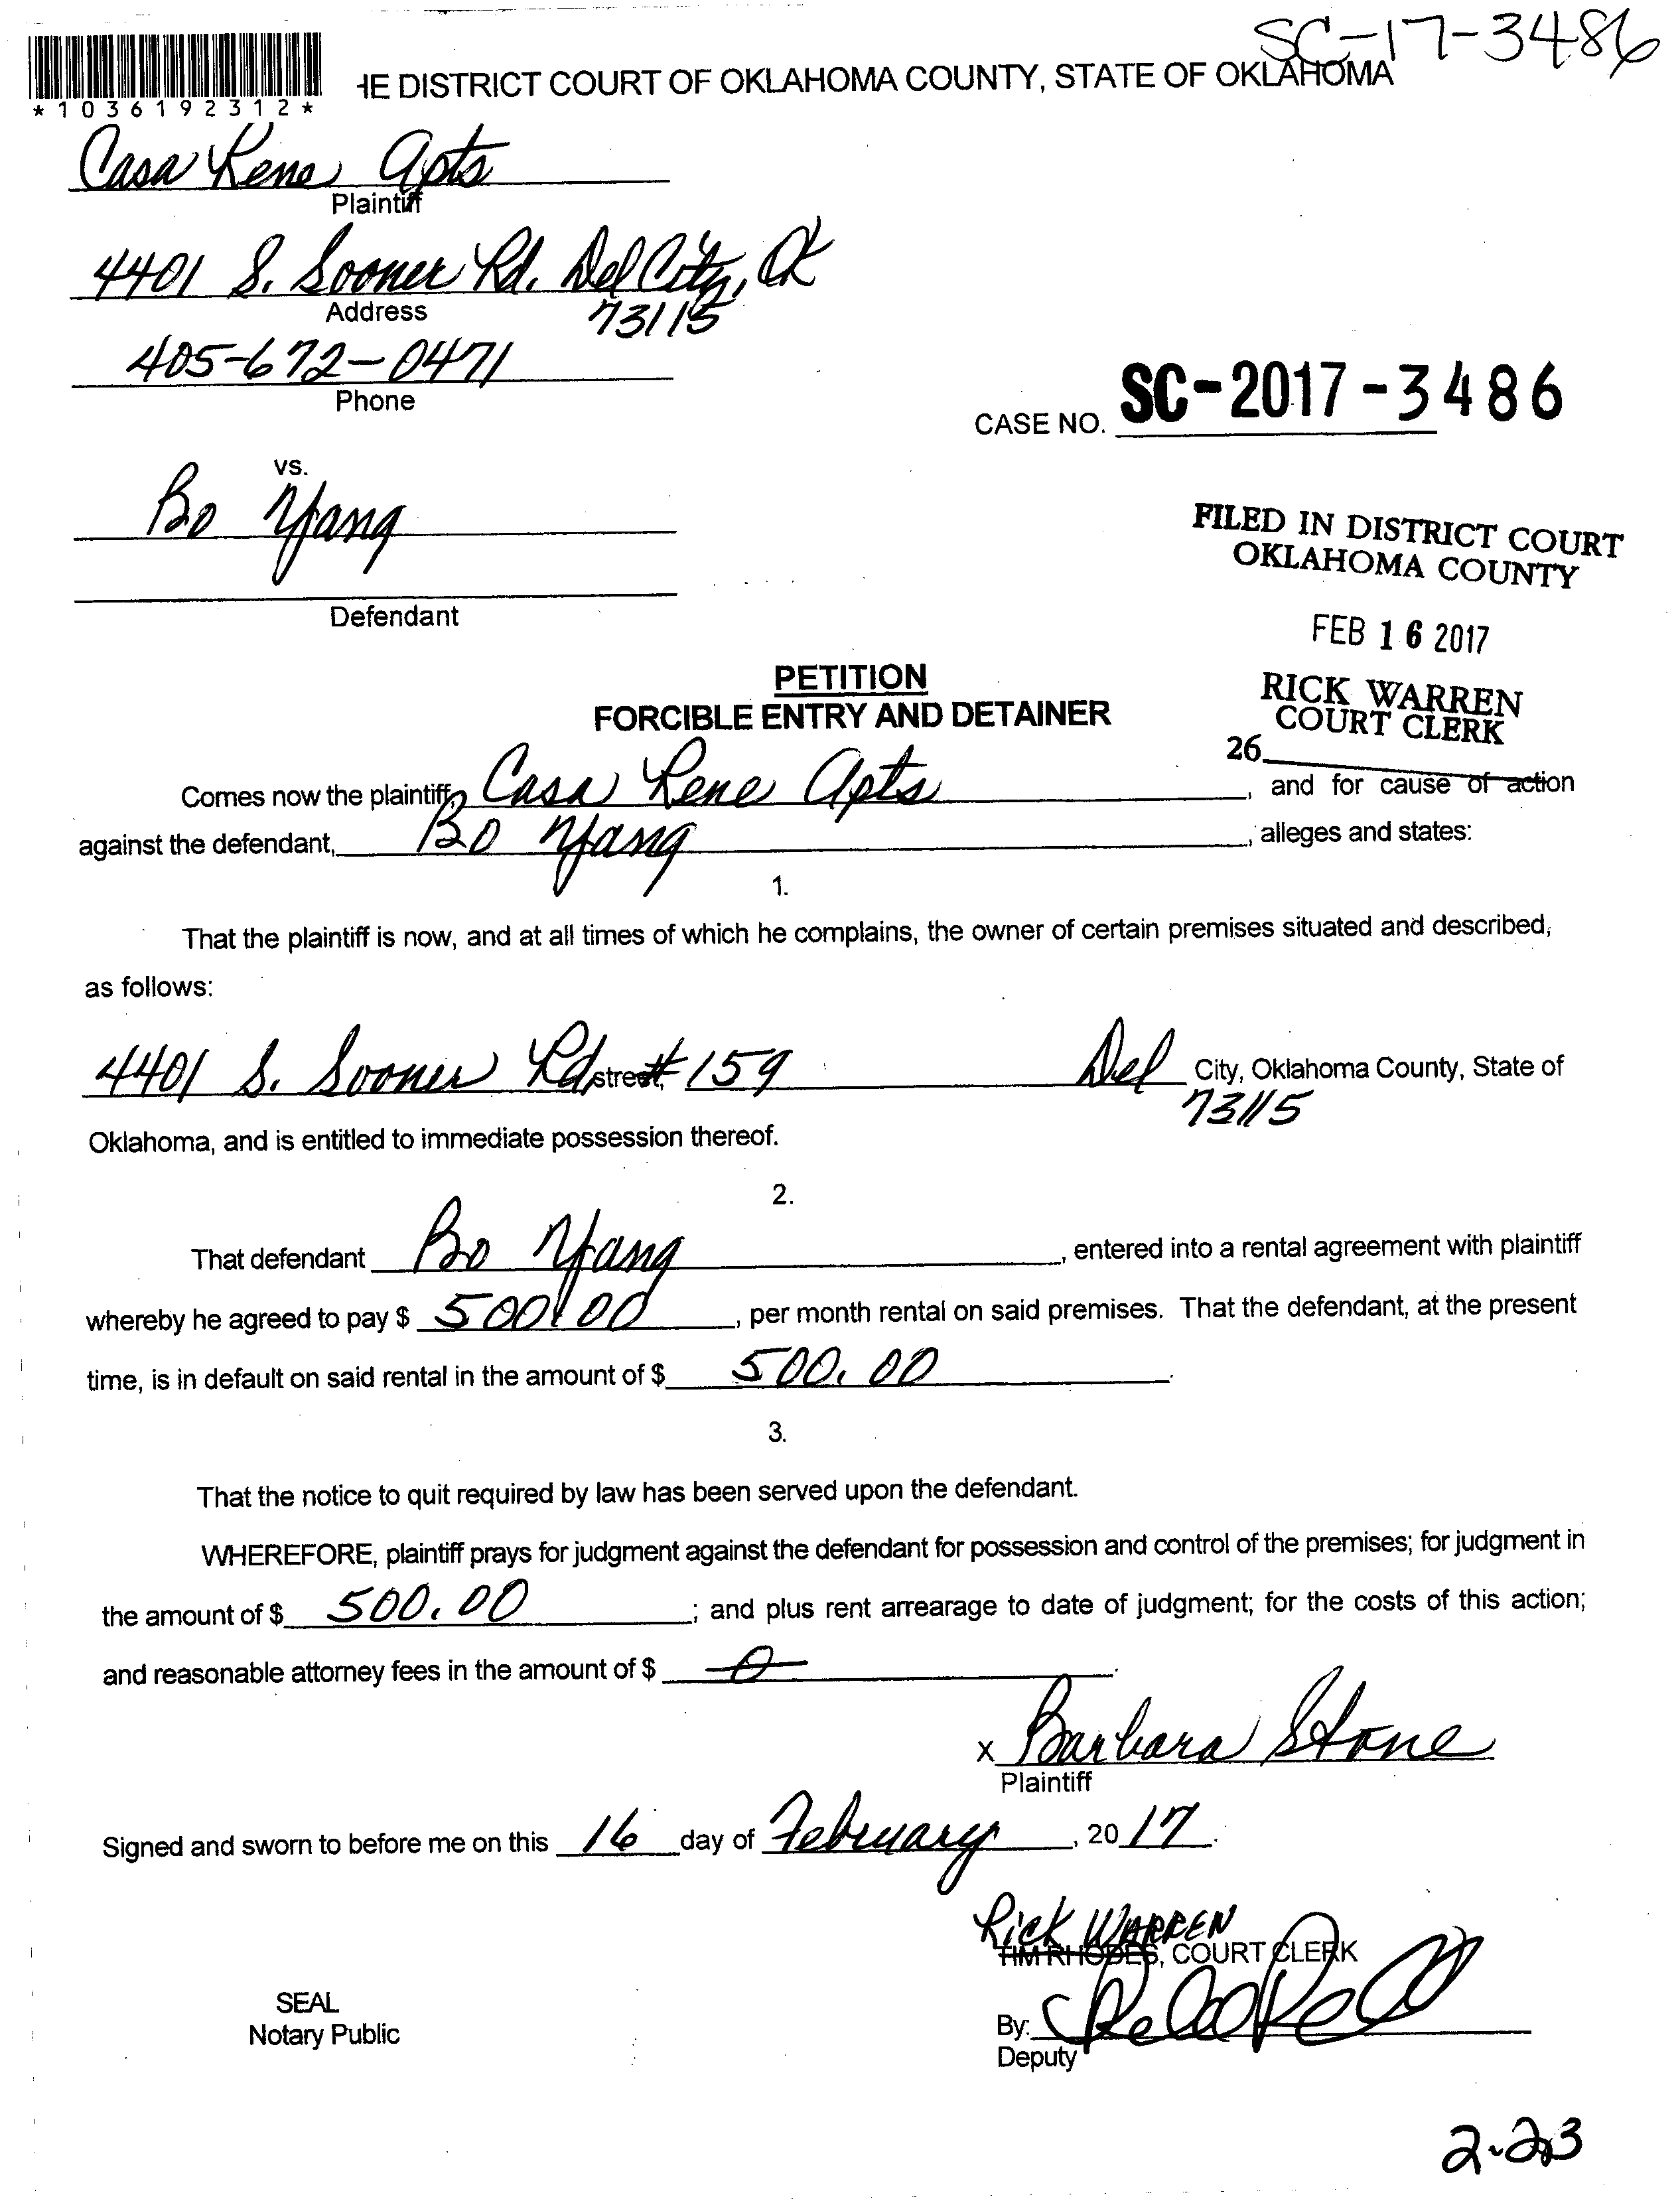 SC-17-3486
*1036192312*
HE DISTRICT COURT OF OKLAHOMA COUNTY, STATE OF OKLAHOMA
Casa Rene Apts
Plaintiff
4401 S. Sooner Rd. Del City, OK
Address
73115
405-672-0471
Phone
CASE NO. SC-2017-3486
vs.
Bo Yang
Defendant
FILED IN DISTRICT COURT
OKLAHOMA COUNTY
FEB 16 2017
RICK WARREN
COURT CLERK
26
PETITION
FORCIBLE ENTRY AND DETAINER
Comes now the plaintiff, Casa Rene Apts, and for cause of action
against the defendant, Bo Yang, alleges and states:
1.
That the plaintiff is now, and at all times of which he complains, the owner of certain premises situated and described,
as follows:
4401 S. Sooner Rd street, # 159 Del City, Oklahoma County, State of
73115
Oklahoma, and is entitled to immediate possession thereof.
2.
That defendant Bo Yang, entered into a rental agreement with plaintiff
whereby he agreed to pay $ 500.00, per month rental on said premises. That the defendant, at the present
time, is in default on said rental in the amount of $ 500.00.
3.
That the notice to quit required by law has been served upon the defendant.
WHEREFORE, plaintiff prays for judgment against the defendant for possession and control of the premises; for judgment in
the amount of $ 500.00; and plus rent arrearage to date of judgment; for the costs of this action;
and reasonable attorney fees in the amount of $ 0.
x Barbara Stone
Plaintiff
Signed and sworn to before me on this 16 day of February, 2017.
Rick WARREN
TIM RHODES, COURT CLERK
SEAL
Notary Public
By:
Deputy
2-23